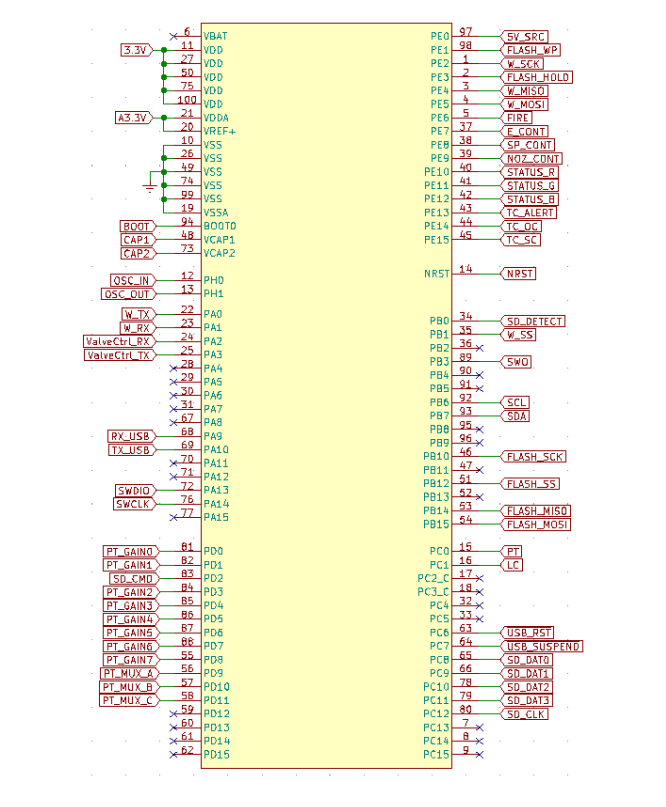 6 VBAT
3.3V 11 VDD
27 VDD
50 VDD
75 VDD
100 VDD
A3.3V 21 VDDA
20 VREF+
10 VSS
26 VSS
49 VSS
74 VSS
99 VSS
19 VSSA
BOOT 94 BOOT0
CAP1 48 VCAP1
CAP2 73 VCAP2
OSC_IN 12 PH0
OSC_OUT 13 PH1
W_TX 22 PA0
W_RX 23 PA1
ValveCtrl_RX 24 PA2
ValveCtrl_TX 25 PA3
28 PA4
29 PA5
30 PA6
31 PA7
67 PA8
RX_USB 68 PA9
TX_USB 69 PA10
70 PA11
71 PA12
SWDIO 72 PA13
SWCLK 76 PA14
77 PA15
PT_GAIN0 81 PD0
PT_GAIN1 82 PD1
SD_CMD 83 PD2
PT_GAIN2 84 PD3
PT_GAIN3 85 PD4
PT_GAIN4 86 PD5
PT_GAIN5 87 PD6
PT_GAIN6 88 PD7
PT_GAIN7 55 PD8
PT_MUX_A 56 PD9
PT_MUX_B 57 PD10
PT_MUX_C 58 PD11
59 PD12
60 PD13
61 PD14
62 PD15
PE0 97 5V_SRC
PE1 98 FLASH_WP
PE2 1 W_SCK
PE3 2 FLASH_HOLD
PE4 3 W_MISO
PE5 4 W_MOSI
PE6 5 FIRE
PE7 37 E_CONT
PE8 38 SP_CONT
PE9 39 NOZ_CONT
PE10 40 STATUS_R
PE11 41 STATUS_G
PE12 42 STATUS_B
PE13 43 TC_ALERT
PE14 44 TC_OC
PE15 45 TC_SC
NRST 14 NRST
PB0 34 SD_DETECT
PB1 35 W_SS
PB2 36
PB3 89 SWO
PB4 90
PB5 91
PB6 92 SCL
PB7 93 SDA
PB8 95
PB9 96
PB10 46 FLASH_SCK
PB11 47
PB12 51 FLASH_SS
PB13 52
PB14 53 FLASH_MISO
PB15 54 FLASH_MOSI
PC0 15 PT
PC1 16 LC
PC2_C 17
PC3_C 18
PC4 32
PC5 33
PC6 63 USB_RST
PC7 64 USB_SUSPEND
PC8 65 SD_DAT0
PC9 66 SD_DAT1
PC10 78 SD_DAT2
PC11 79 SD_DAT3
PC12 80 SD_CLK
PC13 7
PC14 8
PC15 9